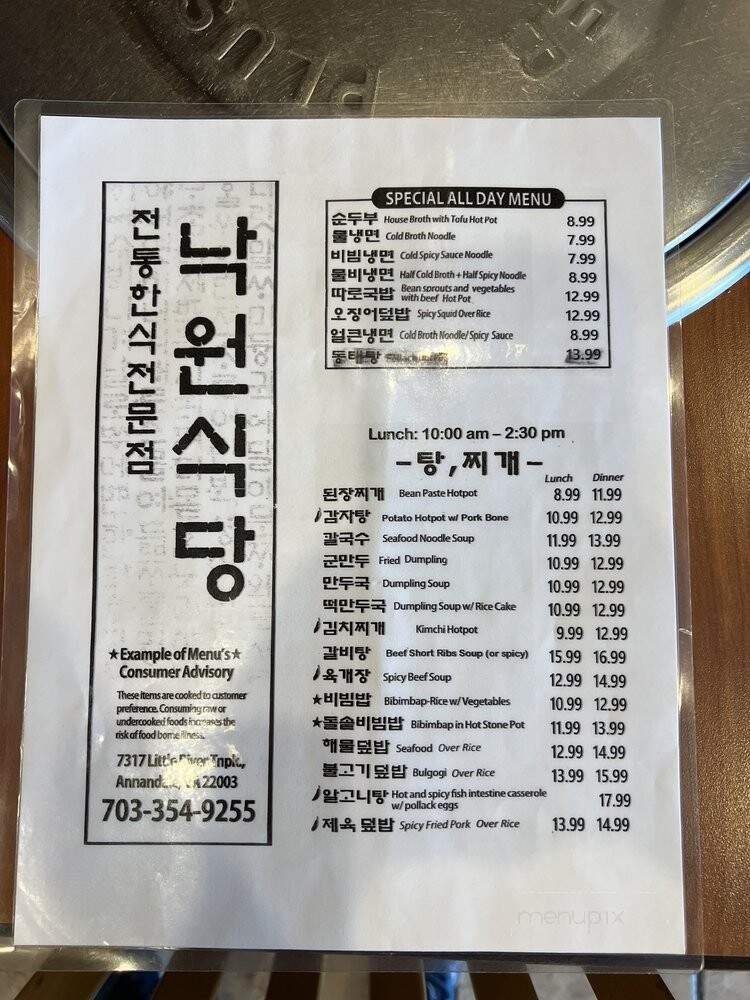 전통한식전문점
낙원식당
★Example of Menu's★
Consumer Advisory
These items are cooked to customer
preference. Consuming raw or
undercooked foods increases the
risk of food borne illness.
7317 Little River Tnpk.,
Annandale, VA 22003
703-354-9255
SPECIAL ALL DAY MENU
순두부 House Broth with Tofu Hot Pot 8.99
물냉면 Cold Broth Noodle 7.99
비빔냉면 Cold Spicy Sauce Noodle 7.99
물비냉면 Half Cold Broth + Half Spicy Noodle 8.99
따로국밥 Bean sprouts and vegetables
with beef Hot Pot 12.99
오징어덮밥 Spicy Squid Over Rice 12.99
얼큰냉면 Cold Broth Noodle/Spicy Sauce 8.99
동태탕 13.99
Lunch: 10:00 am – 2:30 pm
-탕,찌개-
Lunch Dinner
된장찌개 Bean Paste Hotpot 8.99 11.99
감자탕 Potato Hotpot w/ Pork Bone 10.99 12.99
칼국수 Seafood Noodle Soup 11.99 13.99
군만두 Fried Dumpling 10.99 12.99
만두국 Dumpling Soup 10.99 12.99
떡만두국 Dumpling Soup w/ Rice Cake 10.99 12.99
김치찌개 Kimchi Hotpot 9.99 12.99
갈비탕 Beef Short Ribs Soup (or spicy) 15.99 16.99
육개장 Spicy Beef Soup 12.99 14.99
★비빔밥 Bibimbap-Rice w/ Vegetables 10.99 12.99
★돌솥비빔밥 Bibimbap in Hot Stone Pot 11.99 13.99
해물덮밥 Seafood Over Rice 12.99 14.99
불고기덮밥 Bulgogi Over Rice 13.99 15.99
알고니탕 Hot and spicy fish intestine casserole
w/ pollack eggs 17.99
제육 덮밥 Spicy Fried Pork Over Rice 13.99 14.99
menupix